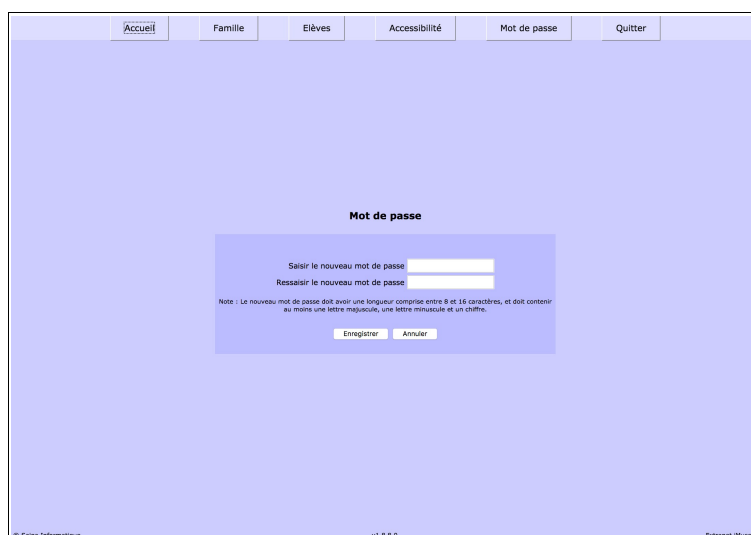 Accueil Famille Elèves Accessibilité Mot de passe Quitter
Mot de passe
Saisir le nouveau mot de passe
Ressaisir le nouveau mot de passe
Note : Le nouveau mot de passe doit avoir une longueur comprise entre 8 et 16 caractères, et doit contenir
au moins une lettre majuscule, une lettre minuscule et un chiffre.
Enregistrer Annuler